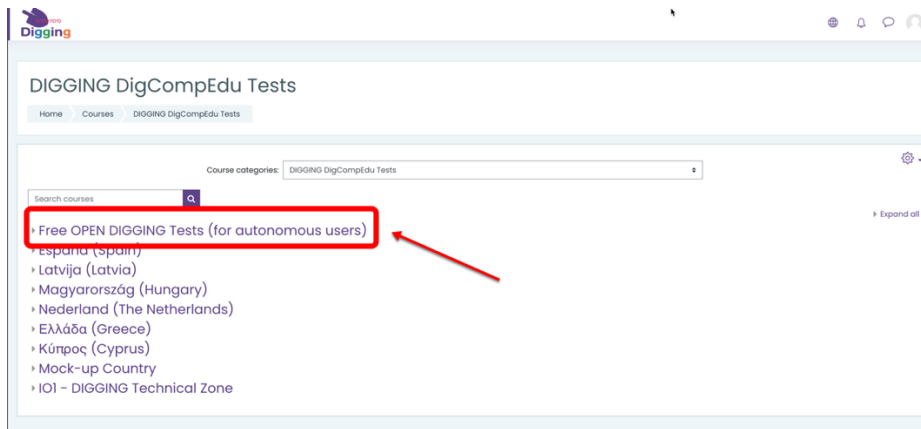 Digging
DIGGING DigCompEdu Tests
Home Courses DIGGING DigCompEdu Tests
Course categories: DIGGING DigCompEdu Tests
Search courses
Expand all
Free OPEN DIGGING Tests (for autonomous users)
España (Spain)
Latvija (Latvia)
Magyarország (Hungary)
Nederland (The Netherlands)
Ελλάδα (Greece)
Κύπρος (Cyprus)
Mock-up Country
IO1 - DIGGING Technical Zone